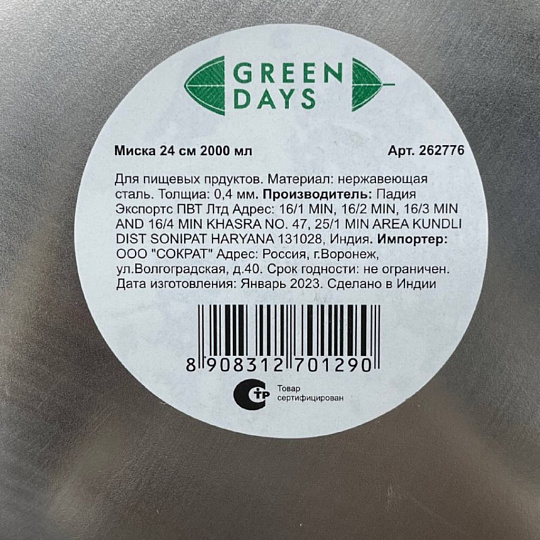 GREEN
DAYS
Миска 24 см 2000 мл Арт. 262776
Для пищевых прдуктов. Материал: нержавеющая
сталь. Толщиа: 0,4 мм. Производитель: Падия
Экспортс ПВТ Лтд Адрес: 16/1 MIN, 16/2 MIN, 16/3 MIN
AND 16/4 MIN KHASRA NO. 47, 25/1 MIN AREA KUNDLI
DIST SONIPAT HARYANA 131028, Индия. Импортер:
ООО "СОКРАТ" Адрес: Россия, г.Воронеж,
ул.Волгоградская, д.40. Срок годности: не ограничен.
Дата изготовления: Январь 2023. Сделано в Индии
8 908312 701290
СТР Товар
сертифицирован